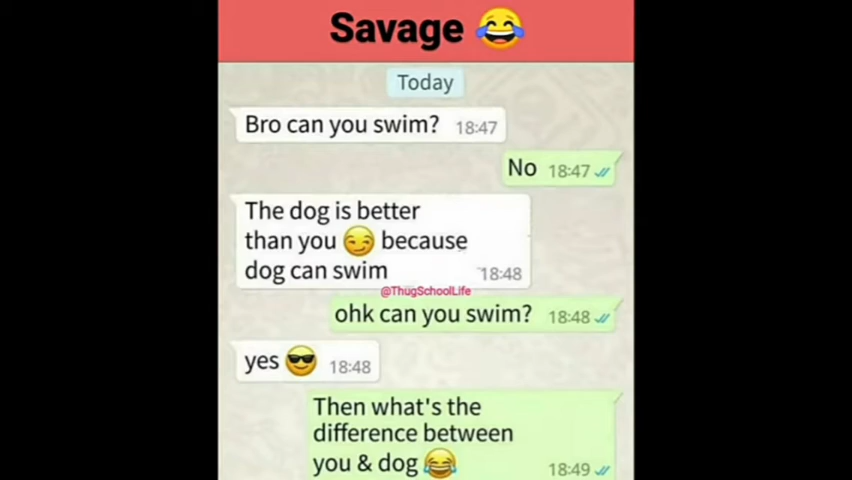 Savage 😂
Today
Bro can you swim? 18:47
No 18:47
The dog is better
than you 😏 because
dog can swim 18:48
@ThugSchoolLife
ohk can you swim? 18:48
yes 😎 18:48
Then what's the
difference between
you & dog 😂 18:49